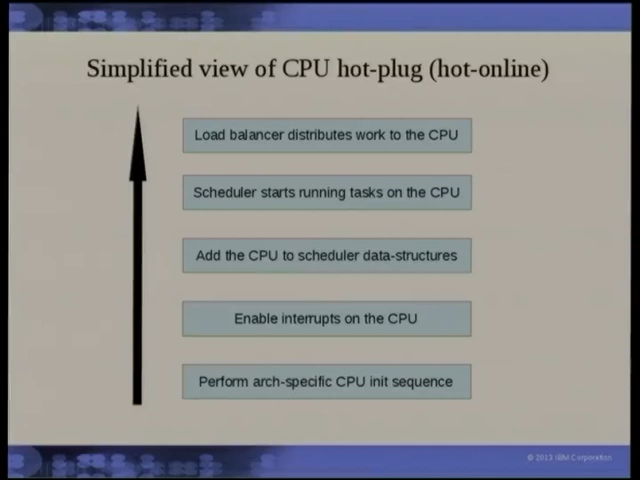 Simplified view of CPU hot-plug (hot-online)
Load balancer distributes work to the CPU
Scheduler starts running tasks on the CPU
Add the CPU to scheduler data-structures
Enable interrupts on the CPU
Perform arch-specific CPU init sequence
© 2013 IBM Corporation